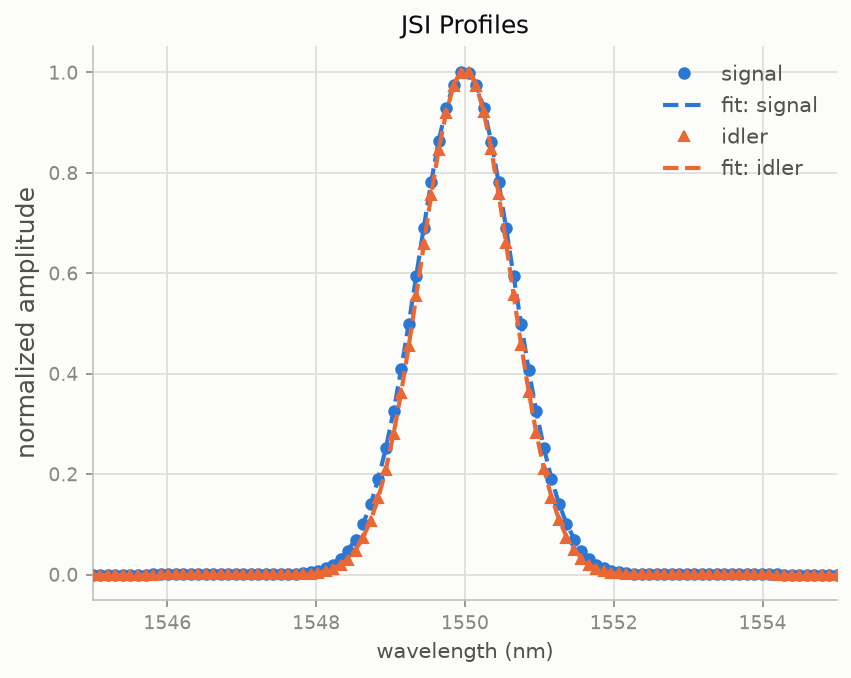 JSI Profiles
normalized amplitude
1.0
0.8
0.6
0.4
0.2
0.0
signal
fit: signal
idler
fit: idler
1546
1548
1550
1552
1554
wavelength (nm)